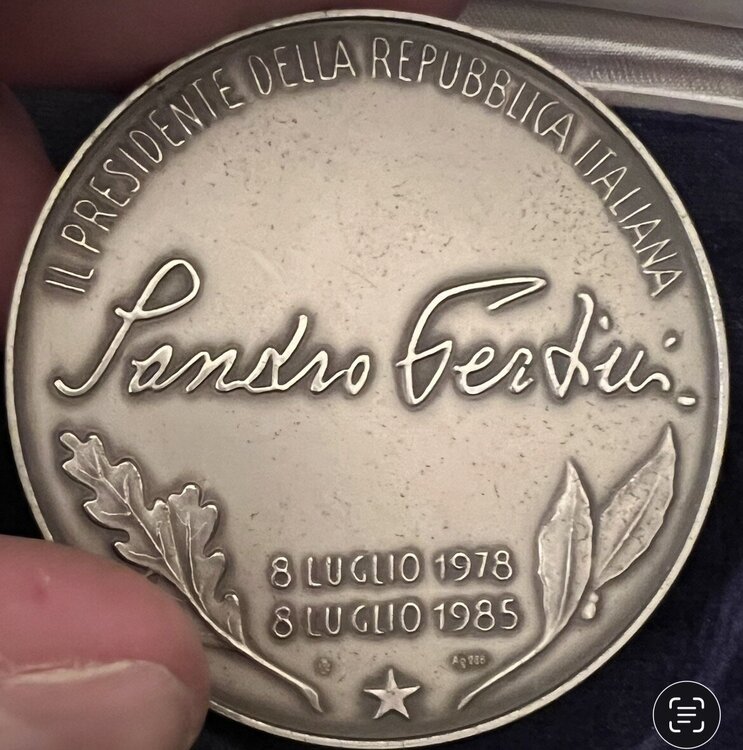 IL PRESIDENTE DELLA REPUBBLICA ITALIANA
Sandro Pertini
8 LUGLIO 1978
8 LUGLIO 1985